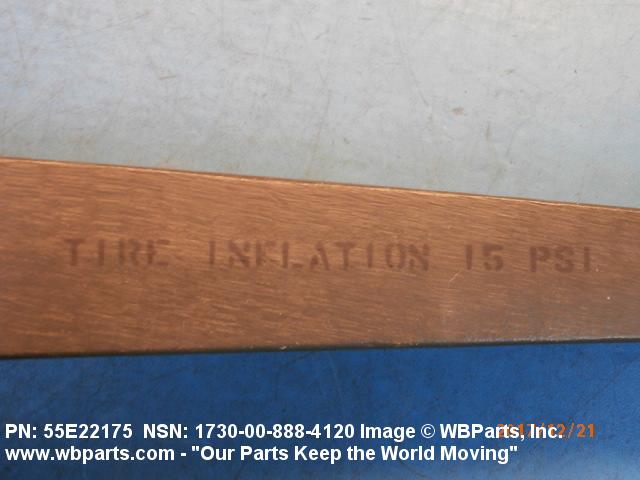 TIRE INFLATION 15 PSI
PN: 55E22175 NSN: 1730-00-888-4120 Image © WBParts, Inc.
www.wbparts.com - "Our Parts Keep the World Moving"